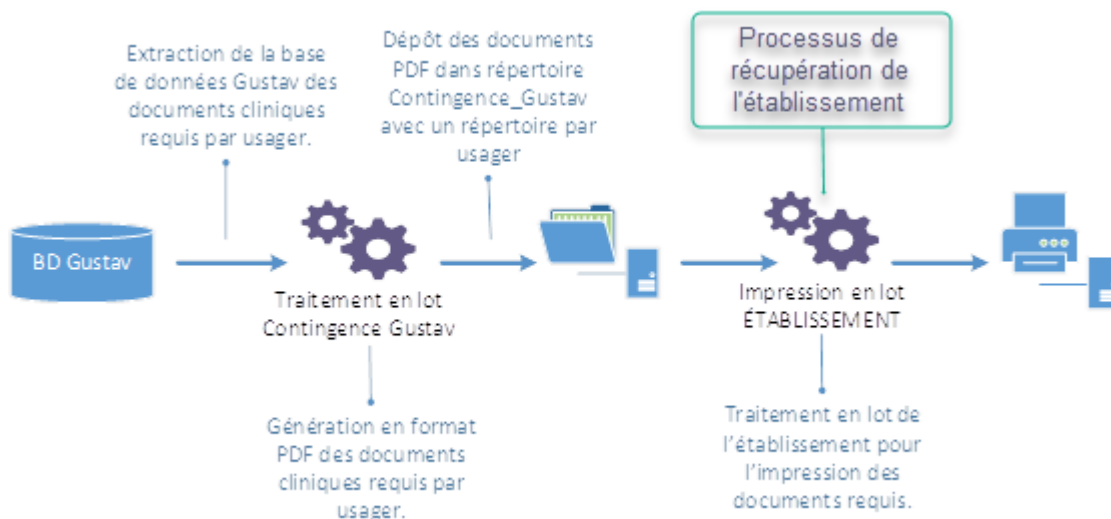 Extraction de la base
de données Gustav des
documents cliniques
requis par usager.
Dépôt des documents
PDF dans répertoire
Contingence_Gustav
avec un répertoire par
usager
Processus de
récupération de
l'établissement
BD Gustav
Traitement en lot
Contingence Gustav
Impression en lot
ÉTABLISSEMENT
Génération en format
PDF des documents
cliniques requis par
usager.
Traitement en lot de
l'établissement pour
l'impression des
documents requis.